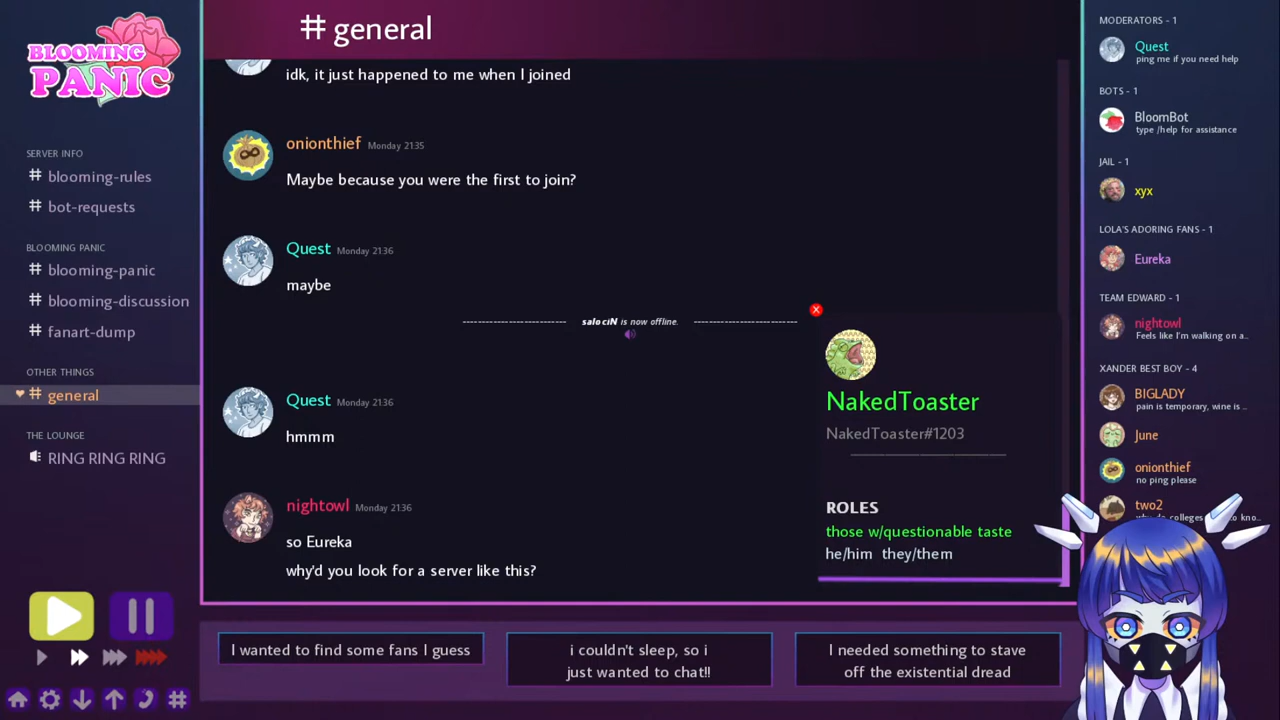 BLOOMING
PANIC
SERVER INFO
# blooming-rules
# bot-requests
BLOOMING PANIC
# blooming-panic
# blooming-discussion
# fanart-dump
OTHER THINGS
# general
THE LOUNGE
RING RING RING
# general
idk, it just happened to me when I joined
onionthief Monday 21:35
Maybe because you were the first to join?
Quest Monday 21:36
maybe
salociN is now offline.
Quest Monday 21:36
hmmm
nightowl Monday 21:36
so Eureka
why'd you look for a server like this?
NakedToaster
NakedToaster#1203
ROLES
those w/questionable taste
he/him they/them
I wanted to find some fans I guess
i couldn't sleep, so i
just wanted to chat!!
I needed something to stave
off the existential dread
MODERATORS - 1
Quest
ping me if you need help
BOTS - 1
BloomBot
type /help for assistance
JAIL - 1
xyx
LOLA'S ADORING FANS - 1
Eureka
TEAM EDWARD - 1
nightowl
Feels like I'm walking on a...
XANDER BEST BOY - 4
BIGLADY
pain is temporary, wine is ...
June
onionthief
no ping please
two2
colleges
kno...